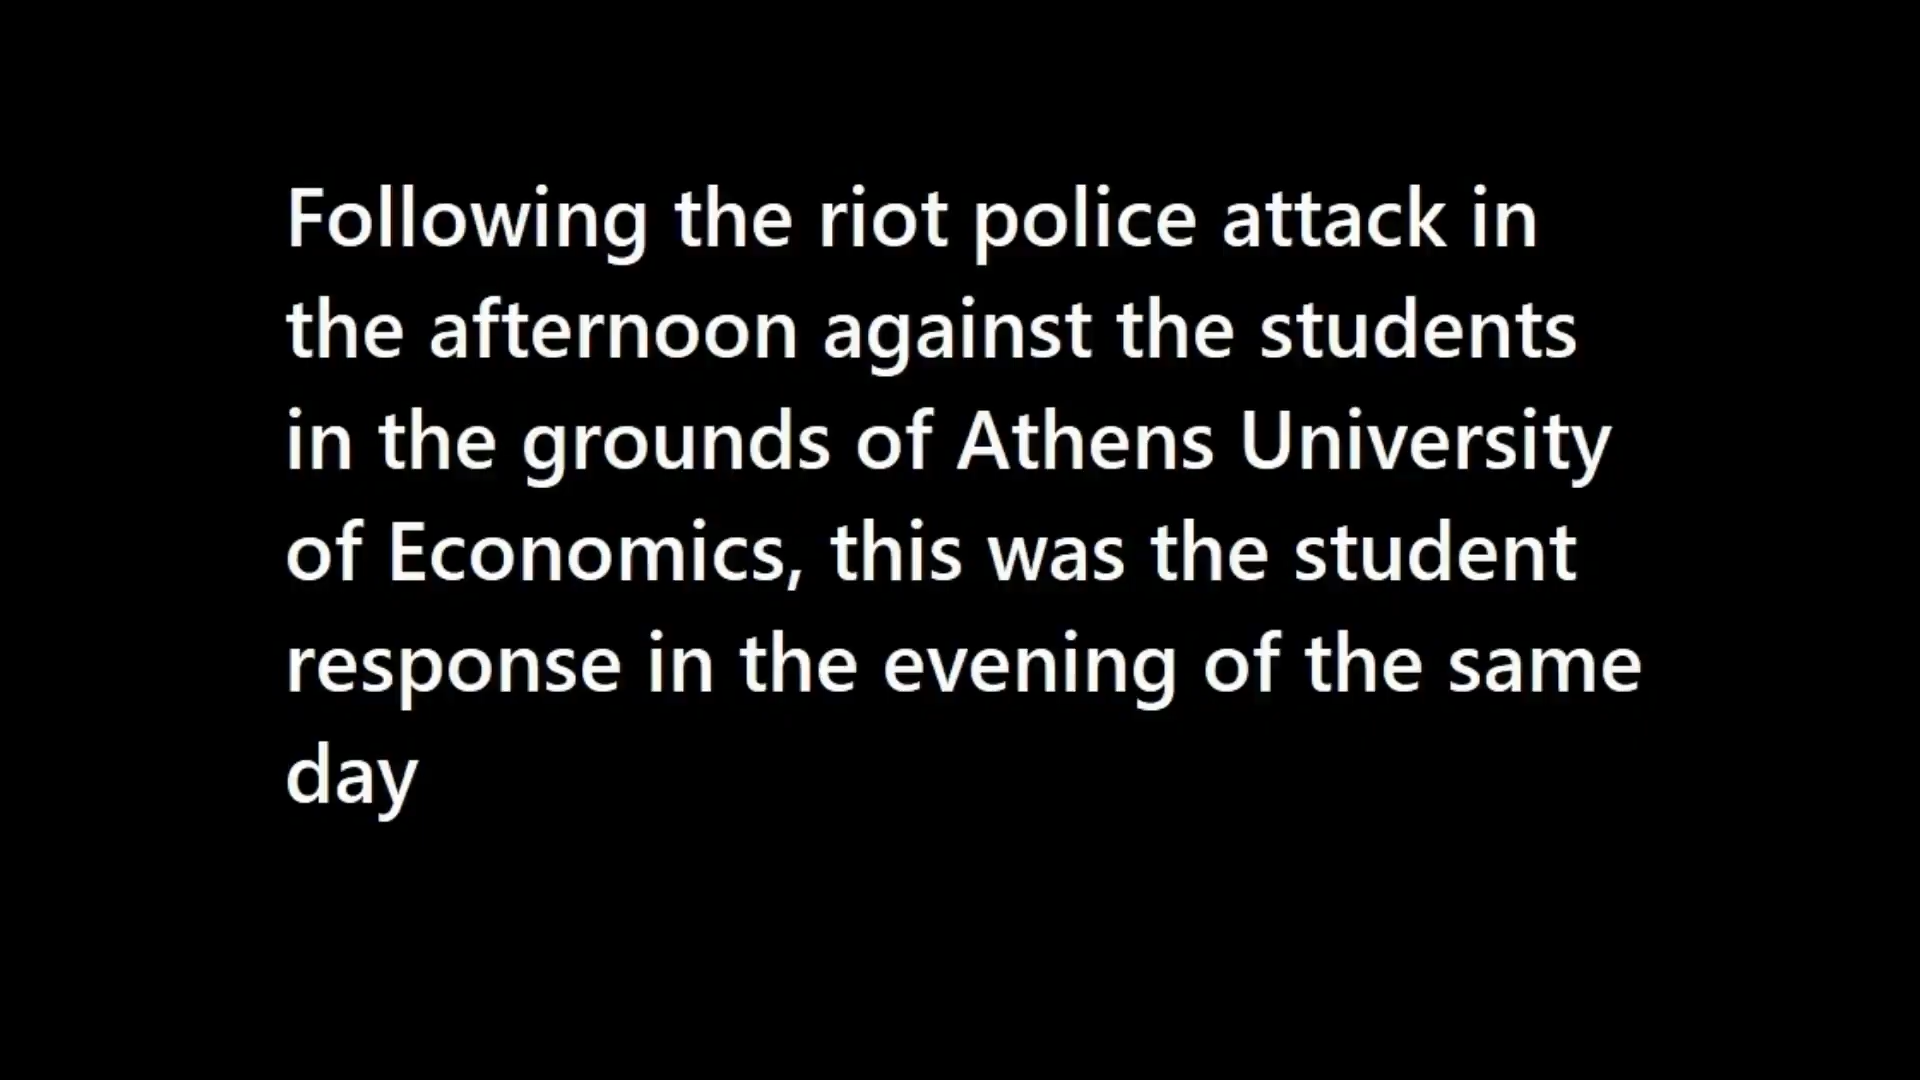 Following the riot police attack in
the afternoon against the students
in the grounds of Athens University
of Economics, this was the student
response in the evening of the same
day